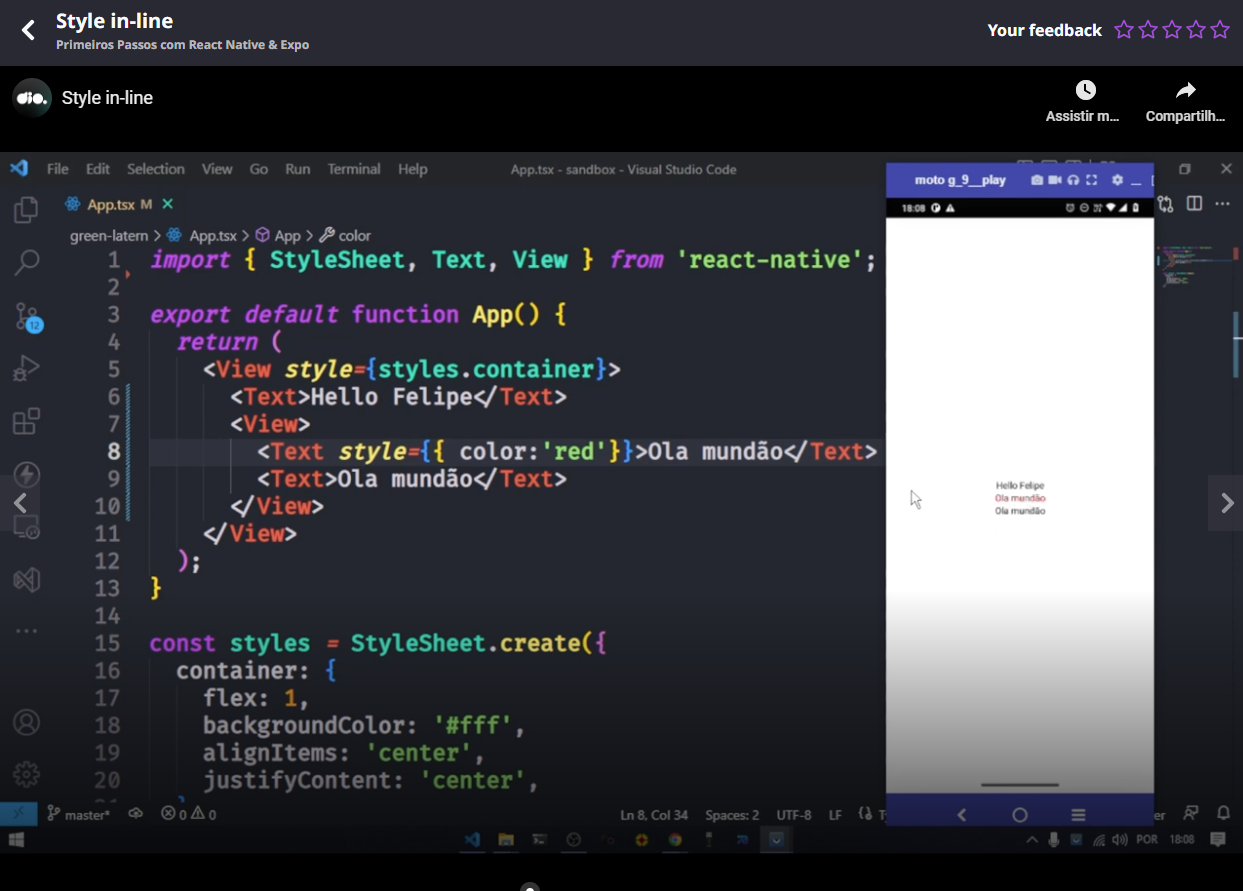 Style in-line
Primeiros Passos com React Native & Expo
Your feedback
dio.
Style in-line
Assistir m...
Compartilh...
File Edit Selection View Go Run Terminal Help
App.tsx - sandbox - Visual Studio Code
moto g_9__play
18:08
App.tsx M
green-latern > App.tsx > App > color
1 import { StyleSheet, Text, View } from 'react-native';
2
3 export default function App() {
4 return (
5 <View style={styles.container}>
6 <Text>Hello Felipe</Text>
7 <View>
8 <Text style={{ color:'red'}}>Ola mundão</Text>
9 <Text>Ola mundão</Text>
10 </View>
11 </View>
12 );
13 }
14
15 const styles = StyleSheet.create({
16 container: {
17 flex: 1,
18 backgroundColor: '#fff',
19 alignItems: 'center',
20 justifyContent: 'center',
12
Hello Felipe
Ola mundão
Ola mundão
master* 0 0
Ln 8, Col 34 Spaces: 2 UTF-8 LF
POR 18:08